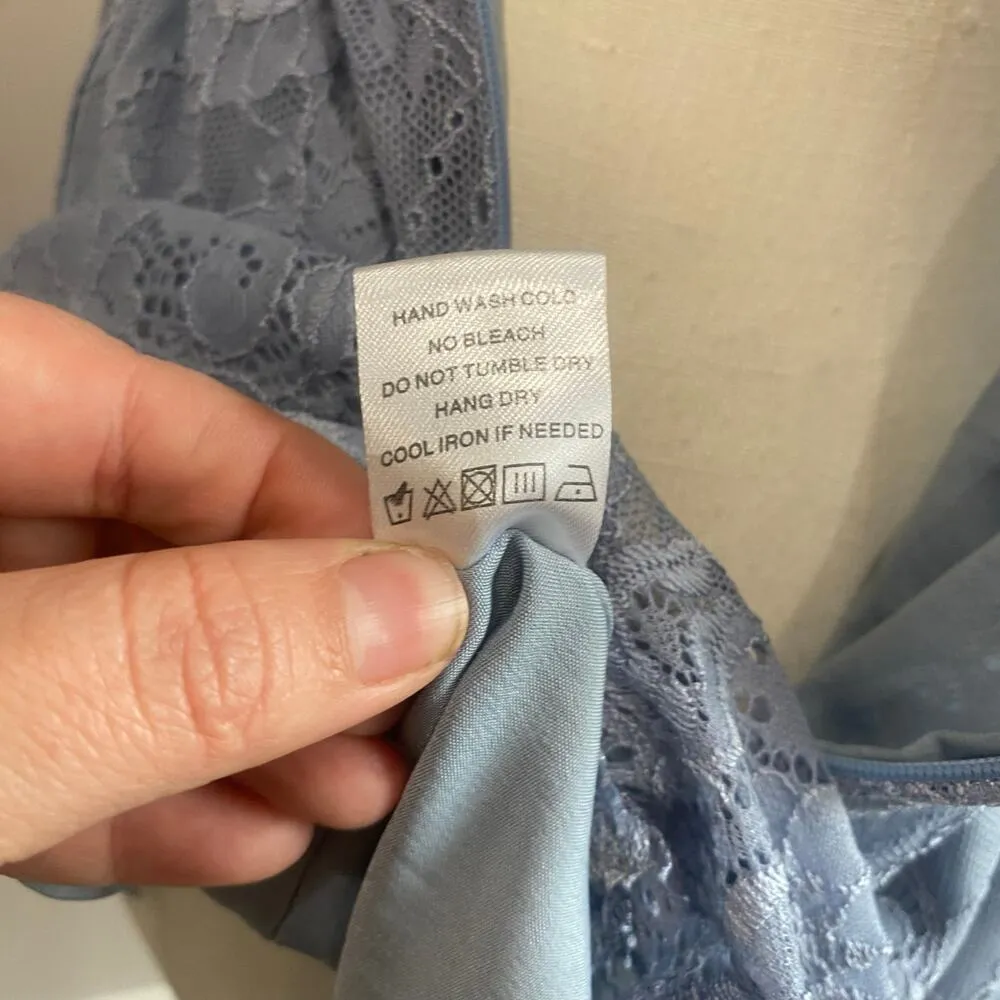 HAND WASH COLD
NO BLEACH
DO NOT TUMBLE DRY
HANG DRY
COOL IRON IF NEEDED